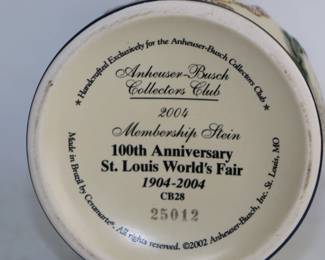 ★ Handcrafted Exclusively for the Anheuser-Busch Collectors Club ★
Anheuser-Busch
Collectors Club
2004
Membership Stein
100th Anniversary
St. Louis World's Fair
1904-2004
CB28
25012
Made in Brazil by Ceramarte®. All rights reserved. ©2002 Anheuser-Busch, Inc. St. Louis, MO